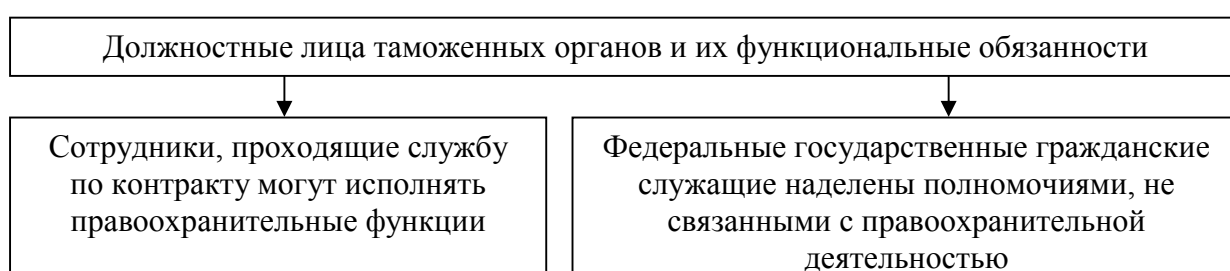 Должностные лица таможенных органов и их функциональные обязанности
Сотрудники, проходящие службу
по контракту могут исполнять
правоохранительные функции
Федеральные государственные гражданские
служащие наделены полномочиями, не
связанными с правоохранительной
деятельностью